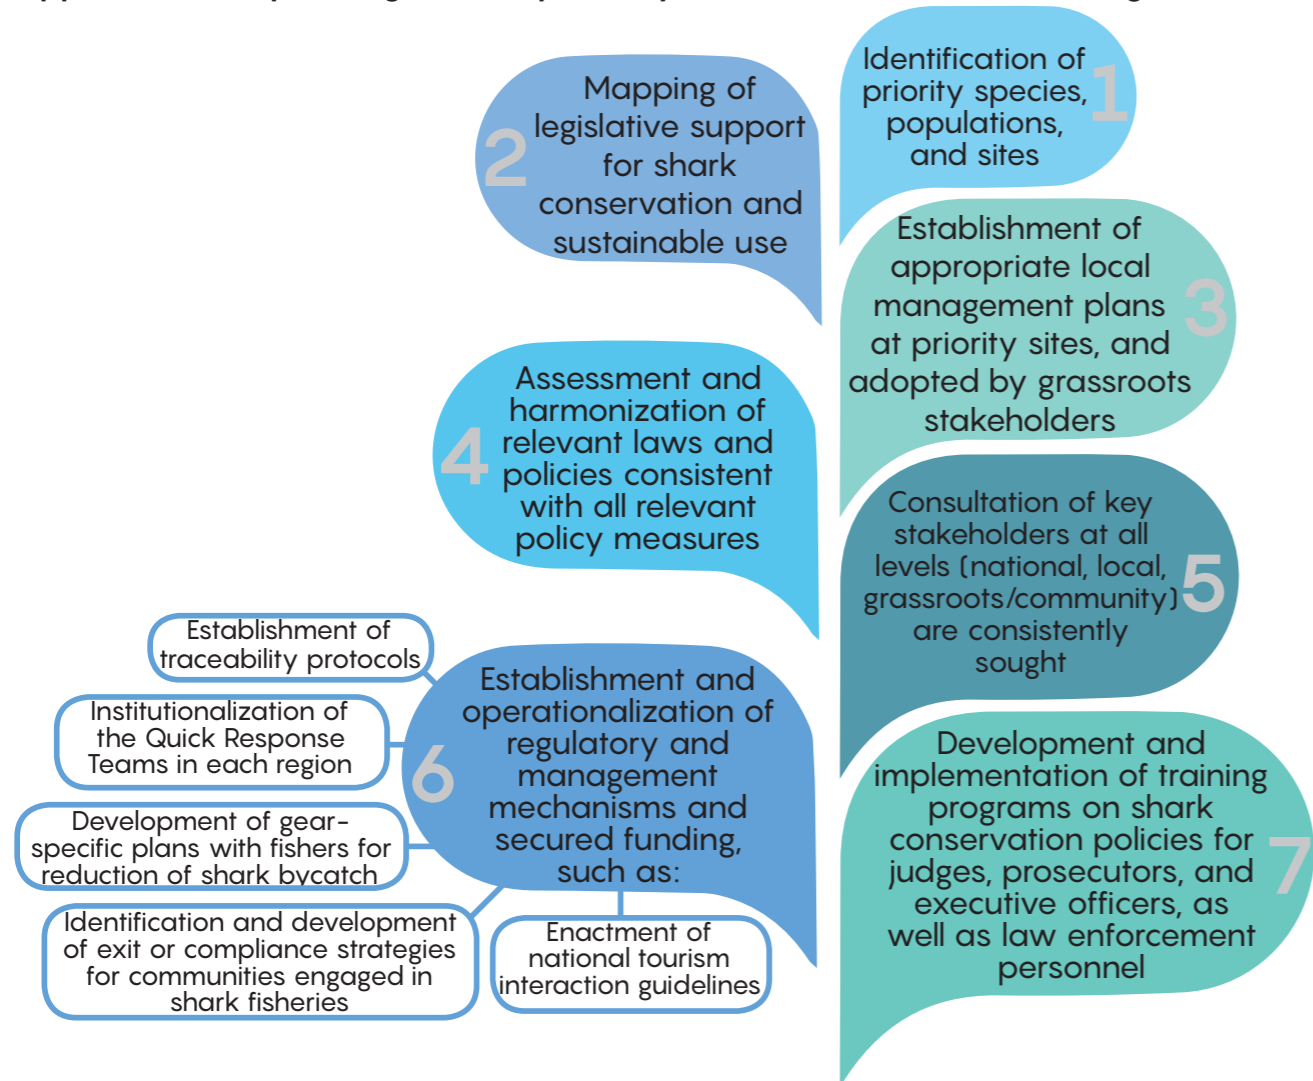 1
Identification of
priority species,
populations,
and sites
2
Mapping of
legislative support
for shark
conservation and
sustainable use
3
Establishment of
appropriate local
management plans
at priority sites, and
adopted by grassroots
stakeholders
4
Assessment and
harmonization of
relevant laws and
policies consistent
with all relevant
policy measures
5
Consultation of key
stakeholders at all
levels (national, local,
grassroots/community)
are consistently
sought
6
Establishment and
operationalization of
regulatory and
management
mechanisms and
secured funding,
such as:
Establishment of
traceability protocols
Institutionalization of
the Quick Response
Teams in each region
Development of gear-
specific plans with fishers for
reduction of shark bycatch
Identification and development
of exit or compliance strategies
for communities engaged in
shark fisheries
Enactment of
national tourism
interaction guidelines
7
Development and
implementation of training
programs on shark
conservation policies for
judges, prosecutors, and
executive officers, as
well as law enforcement
personnel